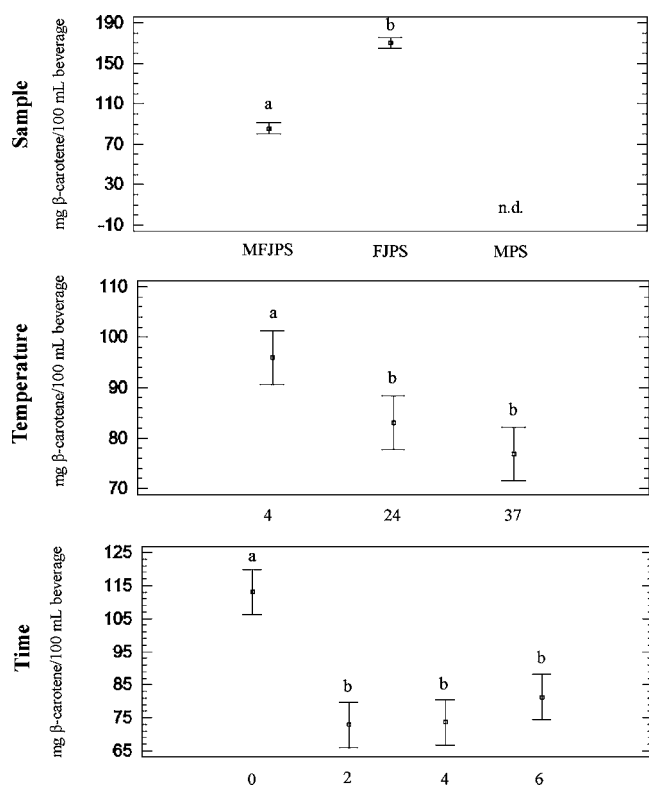 Sample
mg β-carotene/100 mL beverage
190
150
110
70
30
-10
a
b
n.d.
MFJPS FJPS MPS
Temperature
mg β-carotene/100 mL beverage
110
100
90
80
70
a
b
b
4 24 37
Time
mg β-carotene/100 mL beverage
125
115
105
95
85
75
65
a
b
b
b
0 2 4 6